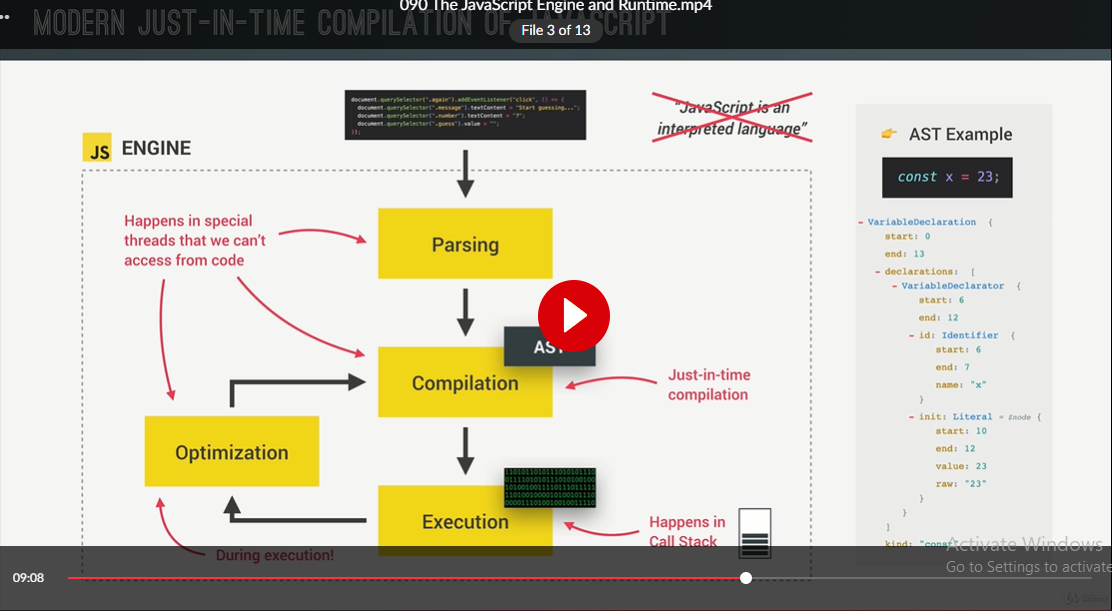 090 The JavaScript Engine and Runtime.mp4
MODERN JUST-IN-TIME COMPILATION OF JAVASCRIPT
File 3 of 13
document.querySelector(".again").addEventListener("click", () => {
document.querySelector(".message").textContent = "Start guessing...";
document.querySelector(".number").textContent = "?";
document.querySelector(".guess").value = "";
});
"JavaScript is an
interpreted language"
JS ENGINE
Happens in special
threads that we can't
access from code
Parsing
AST
Compilation
Just-in-time
compilation
Optimization
Execution
Happens in
Call Stack
During execution!
👉 AST Example
const x = 23;
- VariableDeclaration {
start: 0
end: 13
- declarations: [
- VariableDeclarator {
start: 6
end: 12
- id: Identifier {
start: 6
end: 7
name: "x"
}
- init: Literal = $node {
start: 10
end: 12
value: 23
raw: "23"
}
}
]
kind: "const"
Activate Windows
Go to Settings to activate
09:08